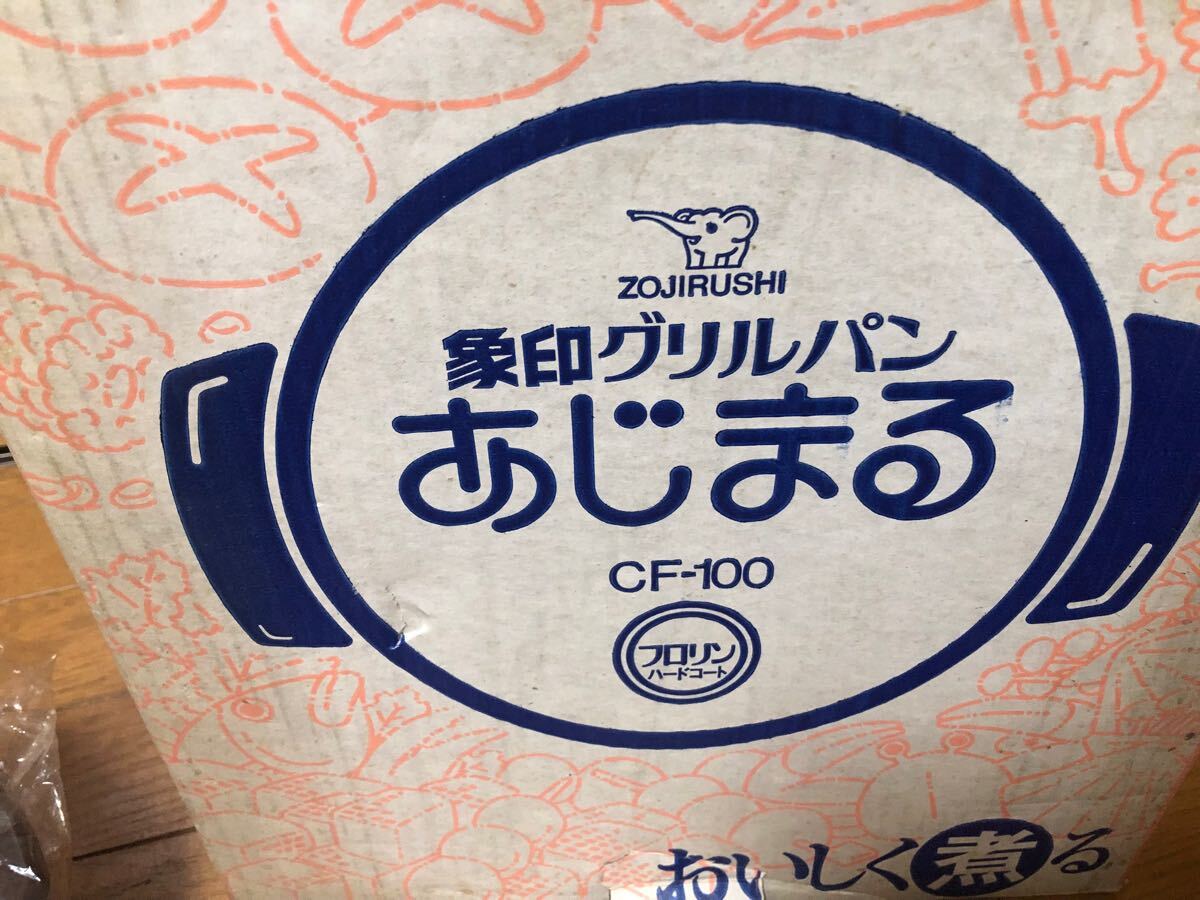 ZOJIRUSHI
象印グリルパン
あじまる
CF-100
フロリン
ハードコート
おいしく煮る